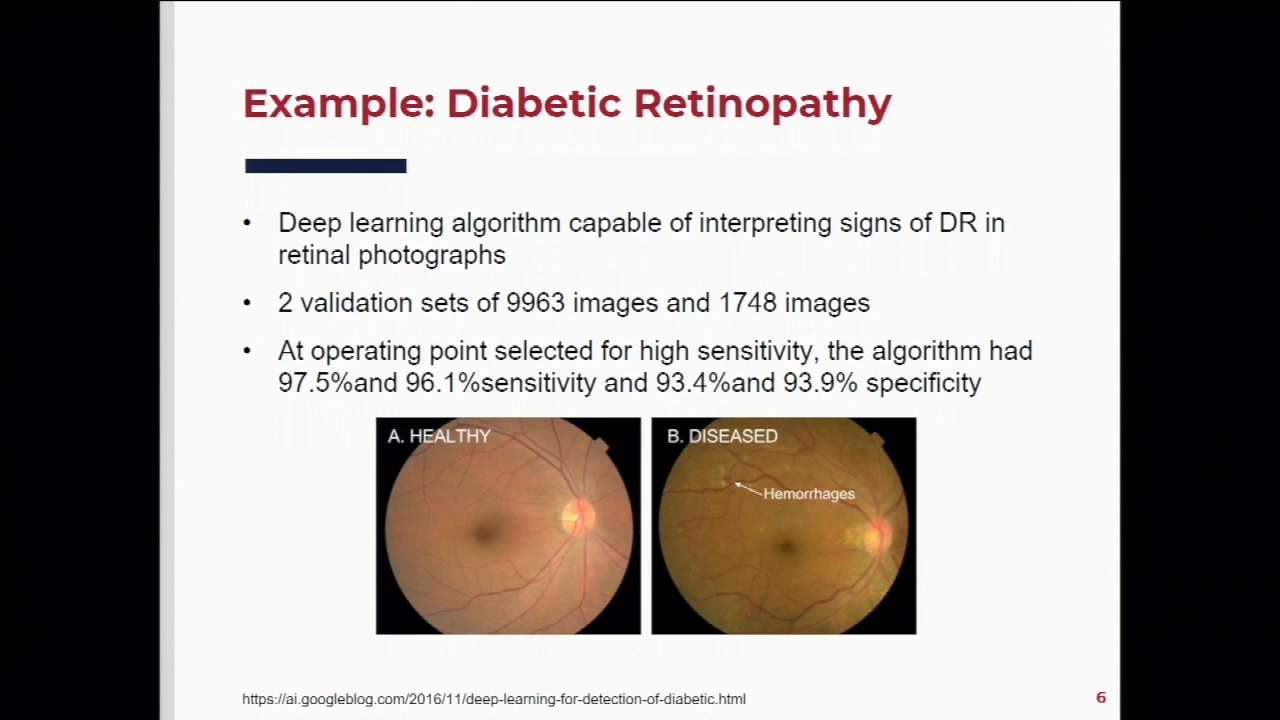 Example: Diabetic Retinopathy
• Deep learning algorithm capable of interpreting signs of DR in
retinal photographs
• 2 validation sets of 9963 images and 1748 images
• At operating point selected for high sensitivity, the algorithm had
97.5%and 96.1%sensitivity and 93.4%and 93.9% specificity
A. HEALTHY
B. DISEASED
Hemorrhages
https://ai.googleblog.com/2016/11/deep-learning-for-detection-of-diabetic.html
6